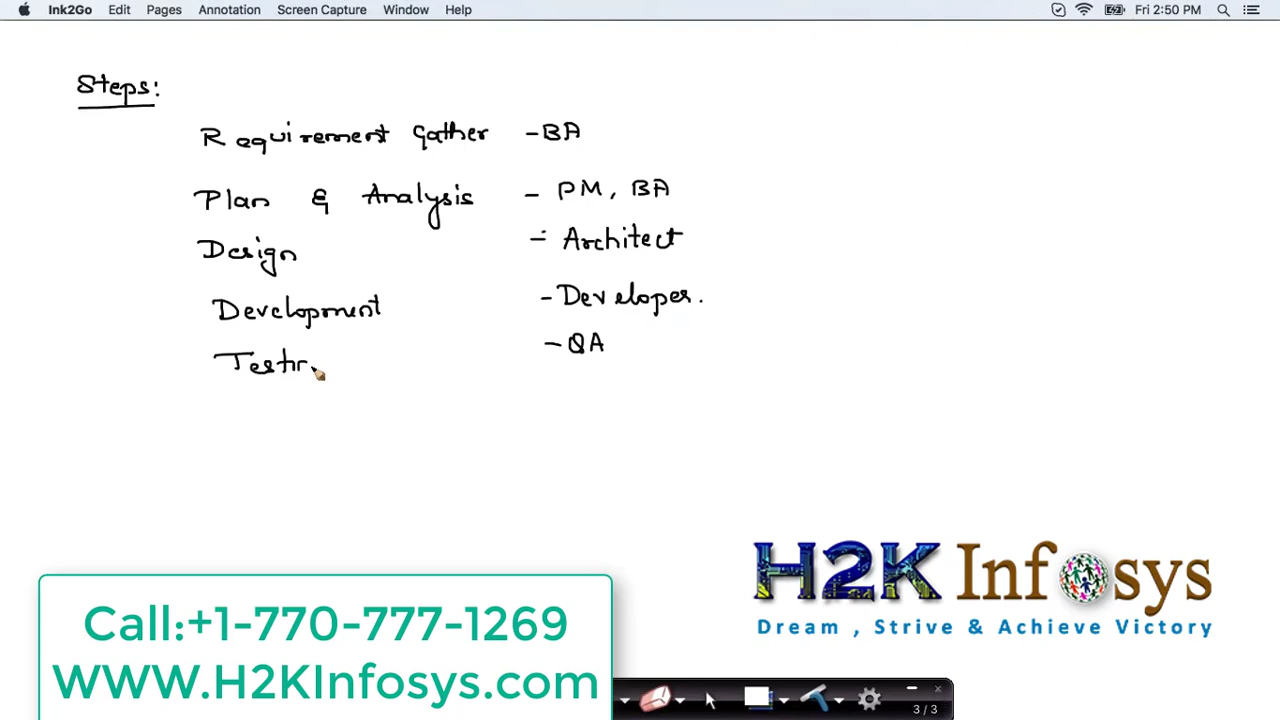 Ink2Go Edit Pages Annotation Screen Capture Window Help Fri 2:50 PM
Steps:
Requirement Gather - BA
Plan & Analysis - PM, BA
Design - Architect
Development - Developer.
Testin - QA
H2K Infosys
Dream , Strive & Achieve Victory
Call:+1-770-777-1269
WWW.H2KInfosys.com
3 / 3